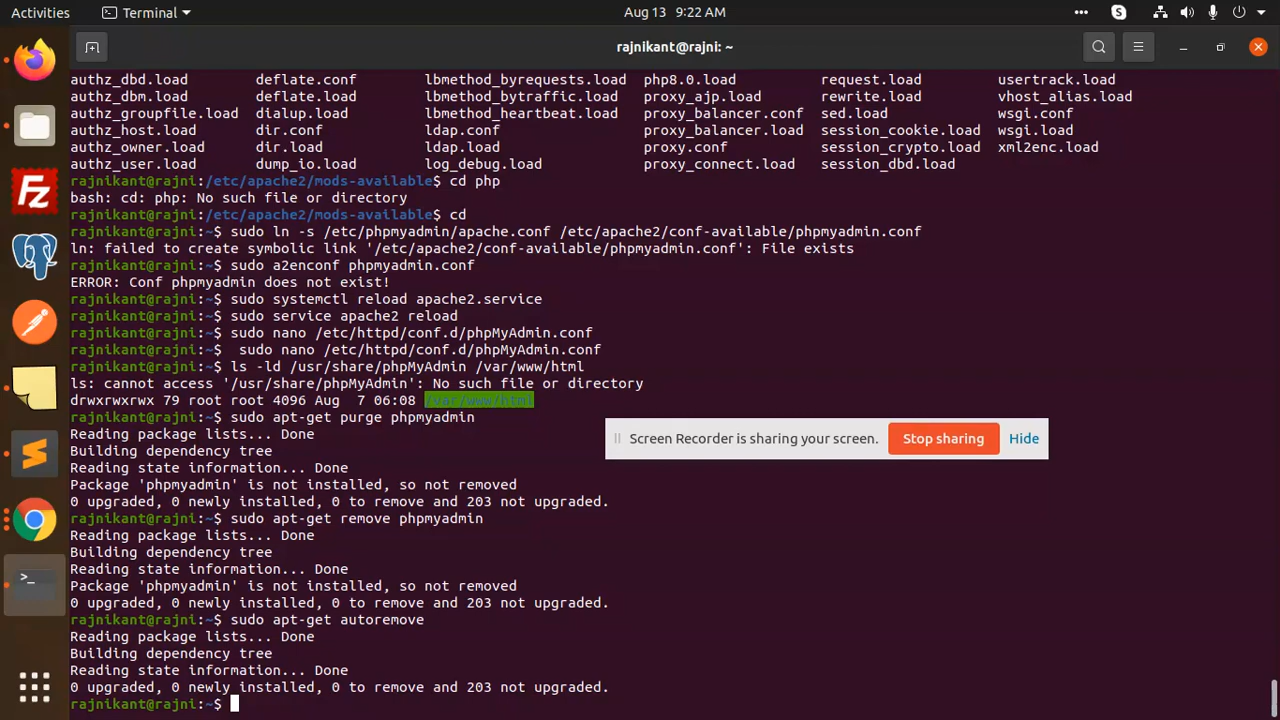 Activities Terminal Aug 13 9:22 AM
rajnikant@rajni: ~
authz_dbd.load deflate.conf lbmethod_byrequests.load php8.0.load request.load usertrack.load
authz_dbm.load deflate.load lbmethod_bytraffic.load proxy_ajp.load rewrite.load vhost_alias.load
authz_groupfile.load dialup.load lbmethod_heartbeat.load proxy_balancer.conf sed.load wsgi.conf
authz_host.load dir.conf ldap.conf proxy_balancer.load session_cookie.load wsgi.load
authz_owner.load dir.load ldap.load proxy.conf session_crypto.load xml2enc.load
authz_user.load dump_io.load log_debug.load proxy_connect.load session_dbd.load
rajnikant@rajni:/etc/apache2/mods-available$ cd php
bash: cd: php: No such file or directory
rajnikant@rajni:/etc/apache2/mods-available$ cd
rajnikant@rajni:~$ sudo ln -s /etc/phpmyadmin/apache.conf /etc/apache2/conf-available/phpmyadmin.conf
ln: failed to create symbolic link '/etc/apache2/conf-available/phpmyadmin.conf': File exists
rajnikant@rajni:~$ sudo a2enconf phpmyadmin.conf
ERROR: Conf phpmyadmin does not exist!
rajnikant@rajni:~$ sudo systemctl reload apache2.service
rajnikant@rajni:~$ sudo service apache2 reload
rajnikant@rajni:~$ sudo nano /etc/httpd/conf.d/phpMyAdmin.conf
rajnikant@rajni:~$  sudo nano /etc/httpd/conf.d/phpMyAdmin.conf
rajnikant@rajni:~$ ls -ld /usr/share/phpMyAdmin /var/www/html
ls: cannot access '/usr/share/phpMyAdmin': No such file or directory
drwxrwxrwx 79 root root 4096 Aug  7 06:08 /var/www/html
rajnikant@rajni:~$ sudo apt-get purge phpmyadmin
Reading package lists... Done
Screen Recorder is sharing your screen. Stop sharing Hide
Building dependency tree
Reading state information... Done
Package 'phpmyadmin' is not installed, so not removed
0 upgraded, 0 newly installed, 0 to remove and 203 not upgraded.
rajnikant@rajni:~$ sudo apt-get remove phpmyadmin
Reading package lists... Done
Building dependency tree
Reading state information... Done
Package 'phpmyadmin' is not installed, so not removed
0 upgraded, 0 newly installed, 0 to remove and 203 not upgraded.
rajnikant@rajni:~$ sudo apt-get autoremove
Reading package lists... Done
Building dependency tree
Reading state information... Done
0 upgraded, 0 newly installed, 0 to remove and 203 not upgraded.
rajnikant@rajni:~$